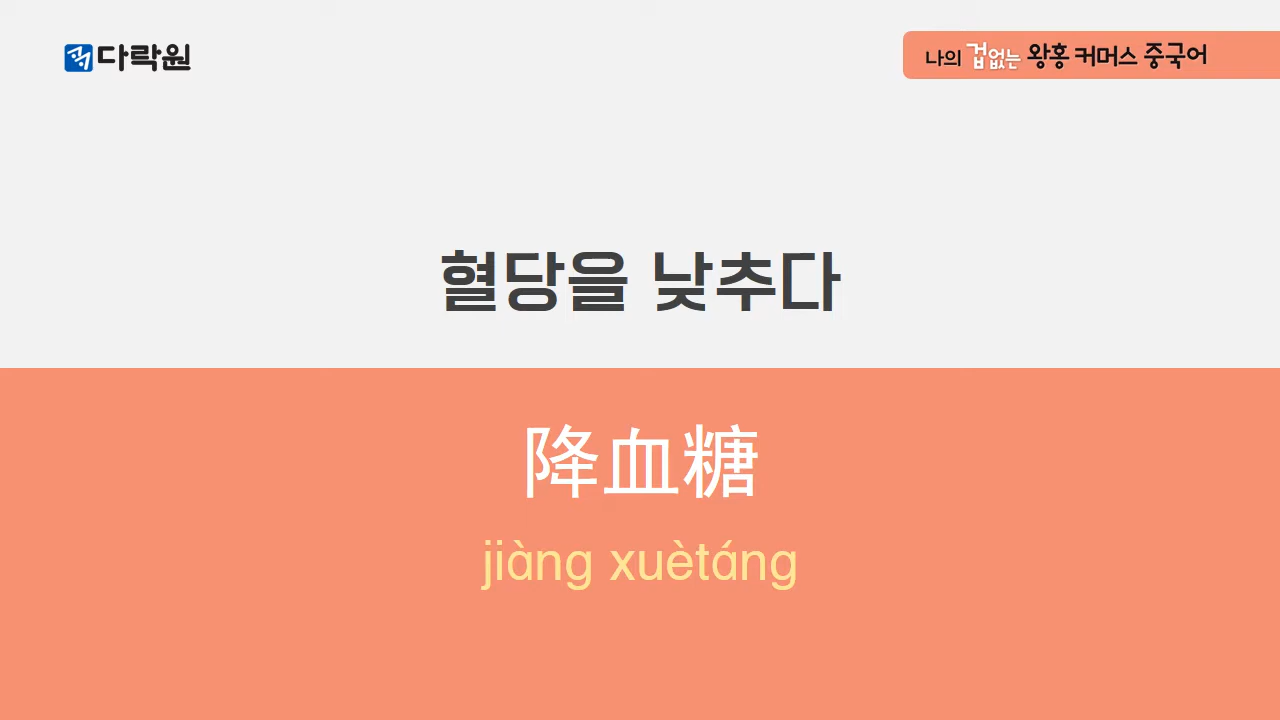 다락원
나의 겁없는 왕홍 커머스 중국어
혈당을 낮추다
降血糖
jiàng xuètáng